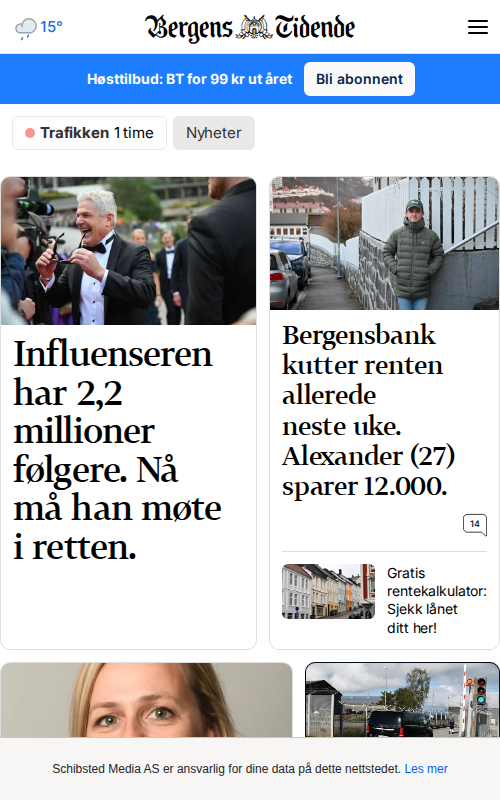 15°
Bergens Tidende
Høsttilbud: BT for 99 kr ut året
Bli abonnent
Trafikken 1 time
Nyheter
Influenseren
har 2,2
millioner
følgere. Nå
må han møte
i retten.
Bergensbank
kutter renten
allerede
neste uke.
Alexander (27)
sparer 12.000.
14
Gratis
rentekalkulator:
Sjekk lånet
ditt her!
Schibsted Media AS er ansvarlig for dine data på dette nettstedet. Les mer